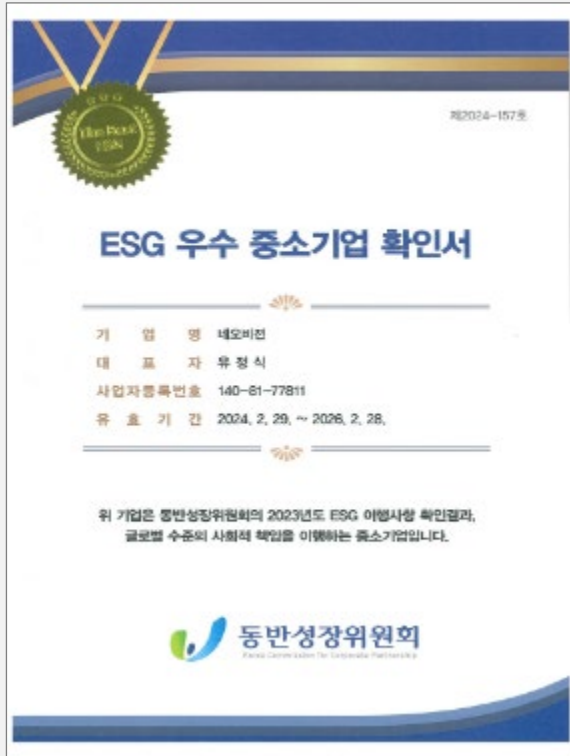 제2024-157호
ESG 우수 중소기업 확인서
기 업 명 네오비전
대 표 자 유정식
사업자등록번호 140-81-77811
유 효 기 간 2024. 2. 29. ~ 2026. 2. 28.
위 기업은 동반성장위원회의 2023년도 ESG 이행사항 확인결과,
글로벌 수준의 사회적 책임을 이행하는 중소기업입니다.
동반성장위원회
Korea Commission for Corporate Partnership